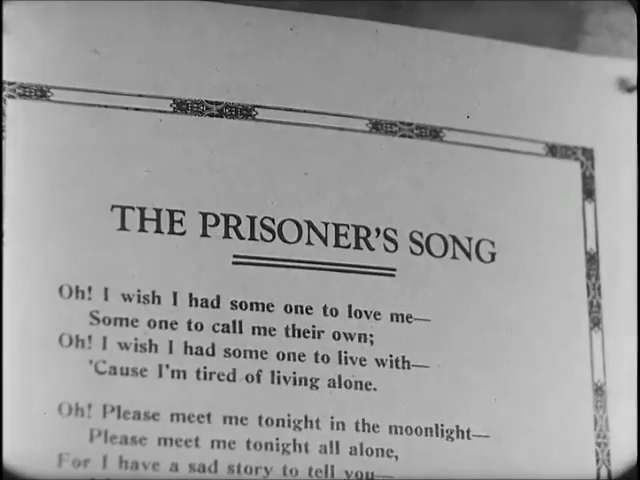 THE PRISONER'S SONG
Oh! I wish I had some one to love me—
Some one to call me their own;
Oh! I wish I had some one to live with—
'Cause I'm tired of living alone.
Oh! Please meet me tonight in the moonlight—
Please meet me tonight all alone,
For I have a sad story to tell you—